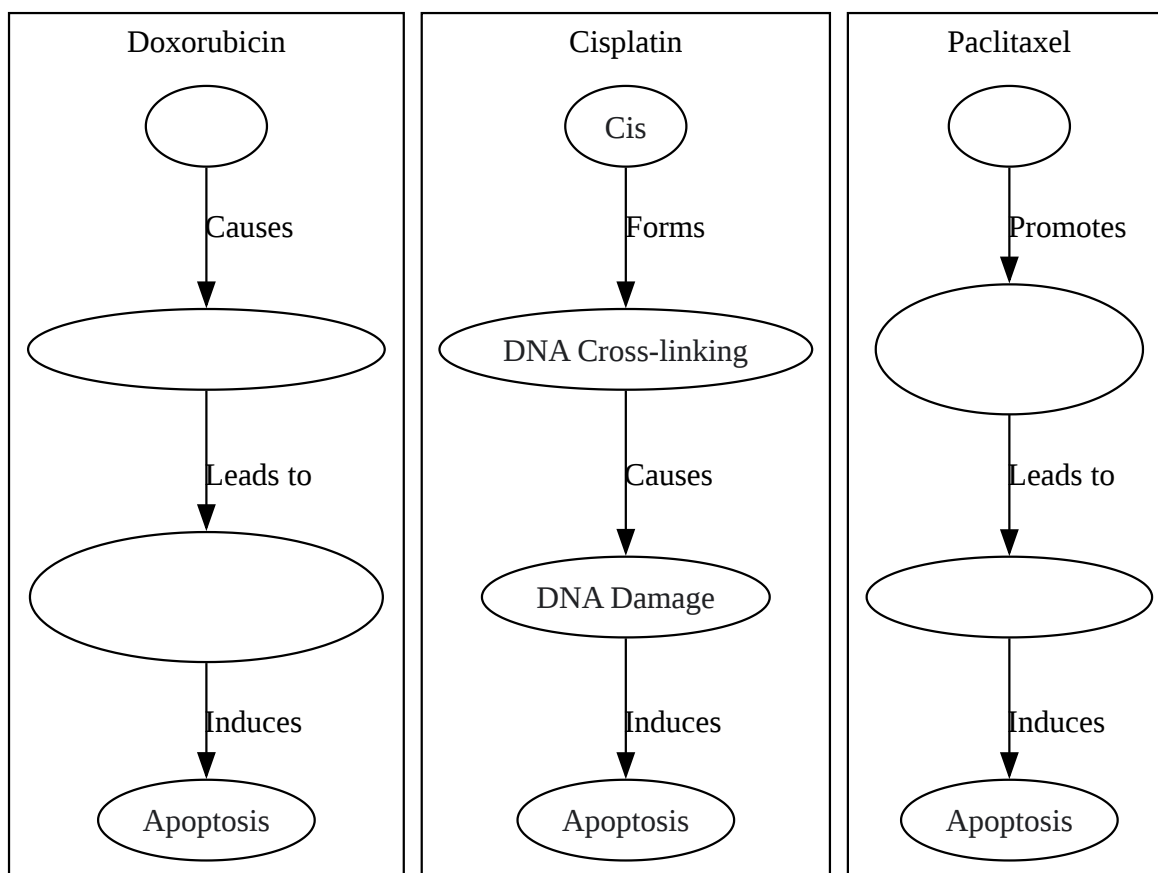 Doxorubicin
Causes
Leads to
Induces
Apoptosis
Cisplatin
Cis
Forms
DNA Cross-linking
Causes
DNA Damage
Induces
Apoptosis
Paclitaxel
Promotes
Leads to
Induces
Apoptosis